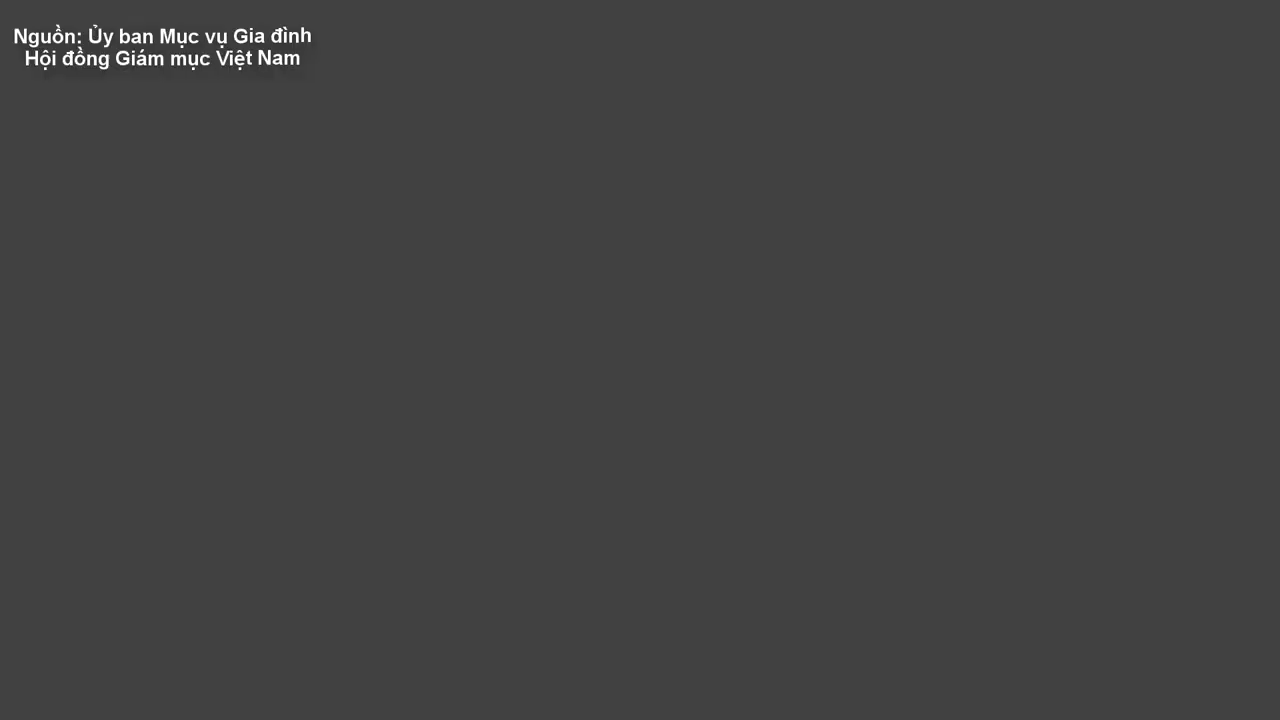 Nguồn: Ủy ban Mục vụ Gia đình
Hội đồng Giám mục Việt Nam